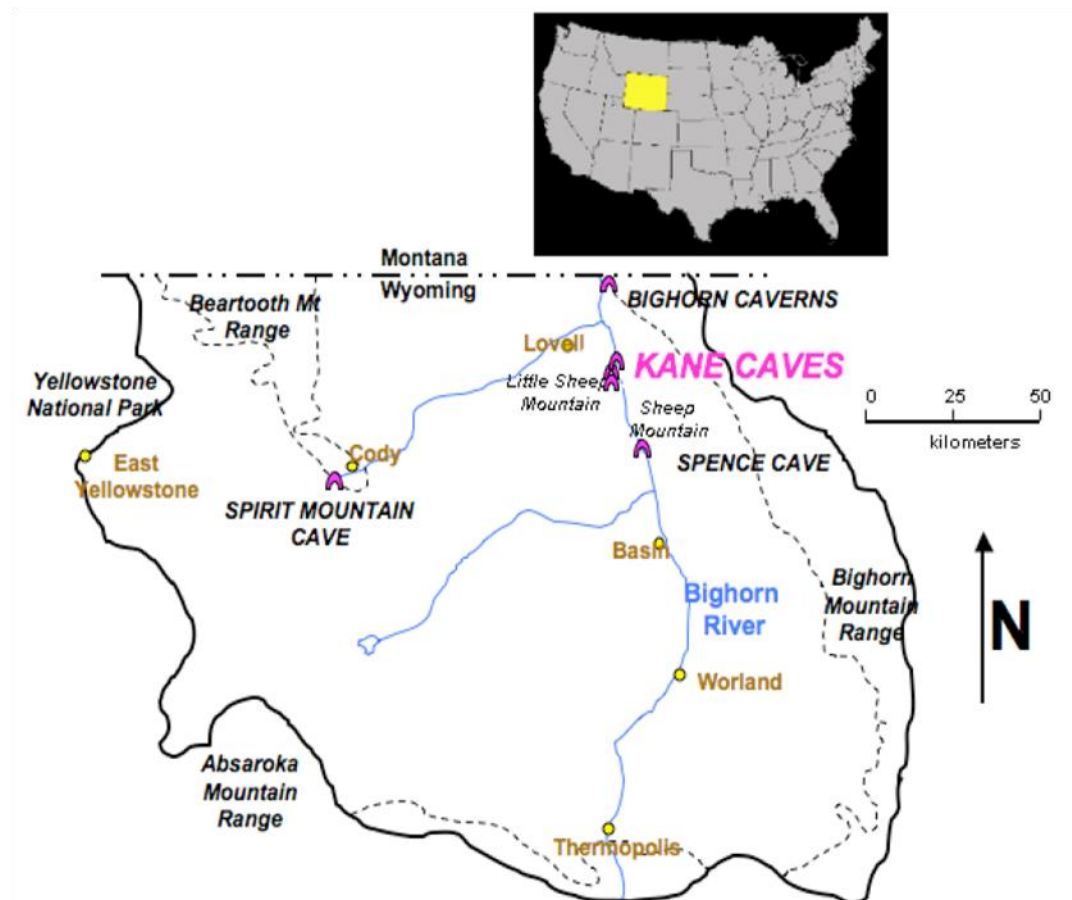 Montana
Wyoming
Beartooth Mt
Range
BIGHORN CAVERNS
Lovell
KANE CAVES
Yellowstone
National Park
Little Sheep
Mountain
Sheep
Mountain
0 25 50
kilometers
Cody
East
Yellowstone
SPENCE CAVE
SPIRIT MOUNTAIN
CAVE
Basin
Bighorn
River
Bighorn
Mountain
Range
N
Worland
Absaroka
Mountain
Range
Thermopolis